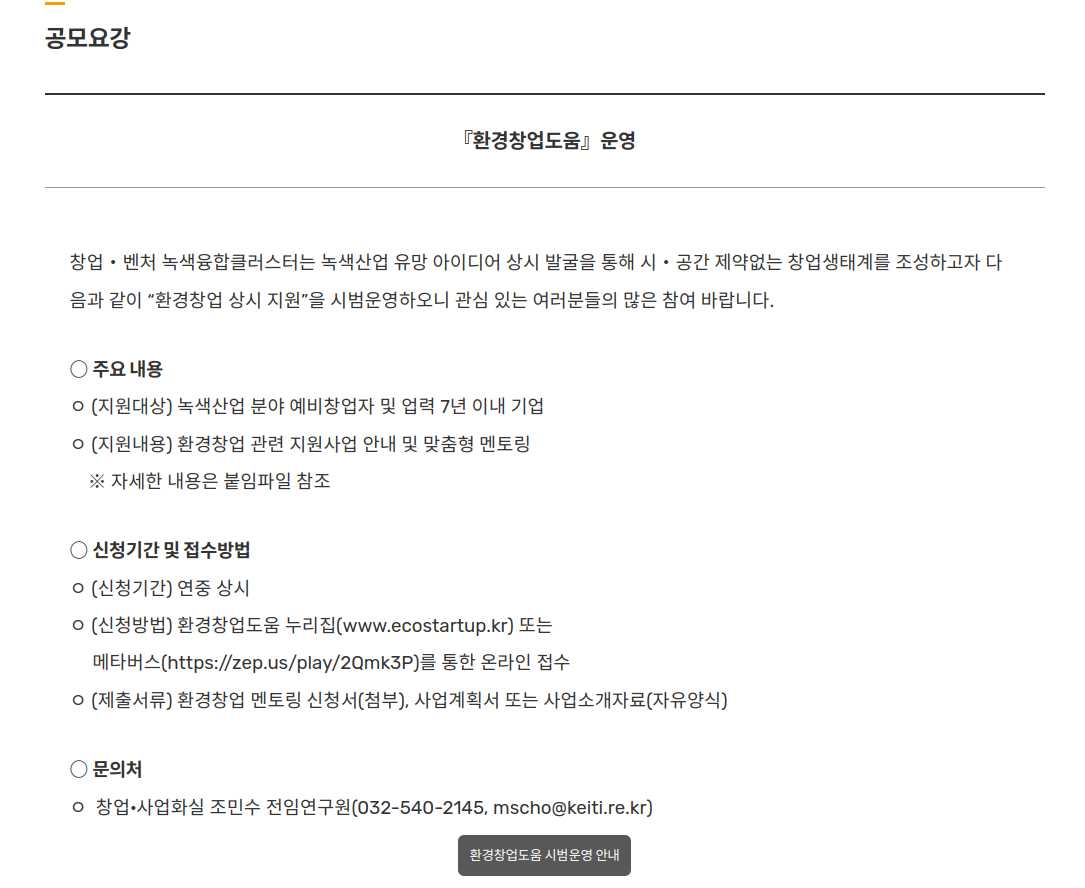 공모요강
『환경창업도움』 운영
창업・벤처 녹색융합클러스터는 녹색산업 유망 아이디어 상시 발굴을 통해 시・공간 제약없는 창업생태계를 조성하고자 다
음과 같이 “환경창업 상시 지원”을 시범운영하오니 관심 있는 여러분들의 많은 참여 바랍니다.
○ 주요 내용
ㅇ (지원대상) 녹색산업 분야 예비창업자 및 업력 7년 이내 기업
ㅇ (지원내용) 환경창업 관련 지원사업 안내 및 맞춤형 멘토링
※ 자세한 내용은 붙임파일 참조
○ 신청기간 및 접수방법
ㅇ (신청기간) 연중 상시
ㅇ (신청방법) 환경창업도움 누리집(www.ecostartup.kr) 또는
메타버스(https://zep.us/play/2Qmk3P)를 통한 온라인 접수
ㅇ (제출서류) 환경창업 멘토링 신청서(첨부), 사업계획서 또는 사업소개자료(자유양식)
○ 문의처
ㅇ 창업·사업화실 조민수 전임연구원(032-540-2145, mscho@keiti.re.kr)
환경창업도움 시범운영 안내